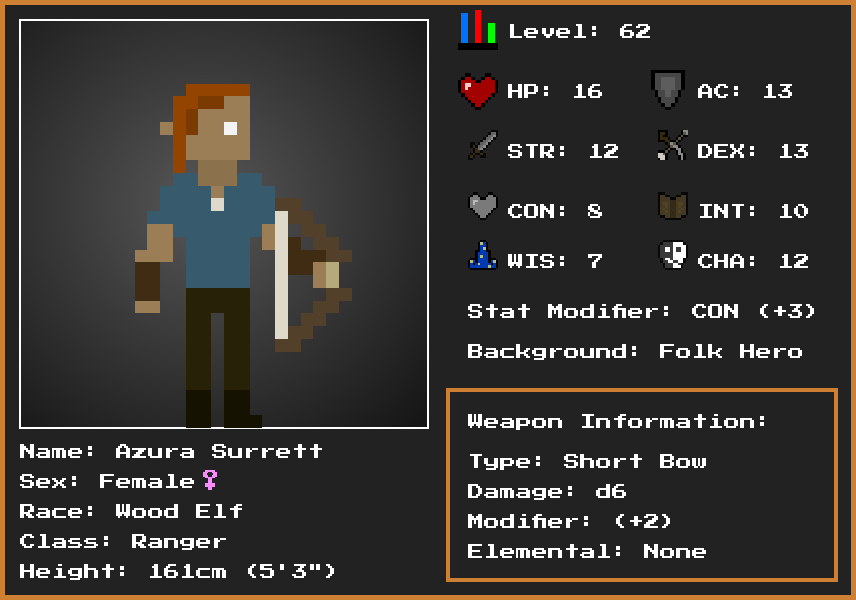 Level: 62
HP: 16 AC: 13
STR: 12 DEX: 13
CON: 8 INT: 10
WIS: 7 CHA: 12
Stat Modifier: CON (+3)
Background: Folk Hero
Weapon Information:
Type: Short Bow
Damage: d6
Modifier: (+2)
Elemental: None
Name: Azura Surrett
Sex: Female♀
Race: Wood Elf
Class: Ranger
Height: 161cm (5'3")